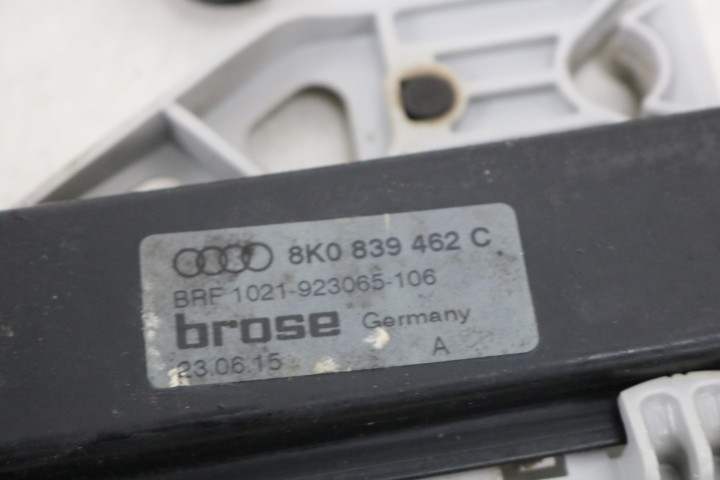 8K0 839 462 C
BRF 1021-923065-106
brose Germany
23.06.15 A